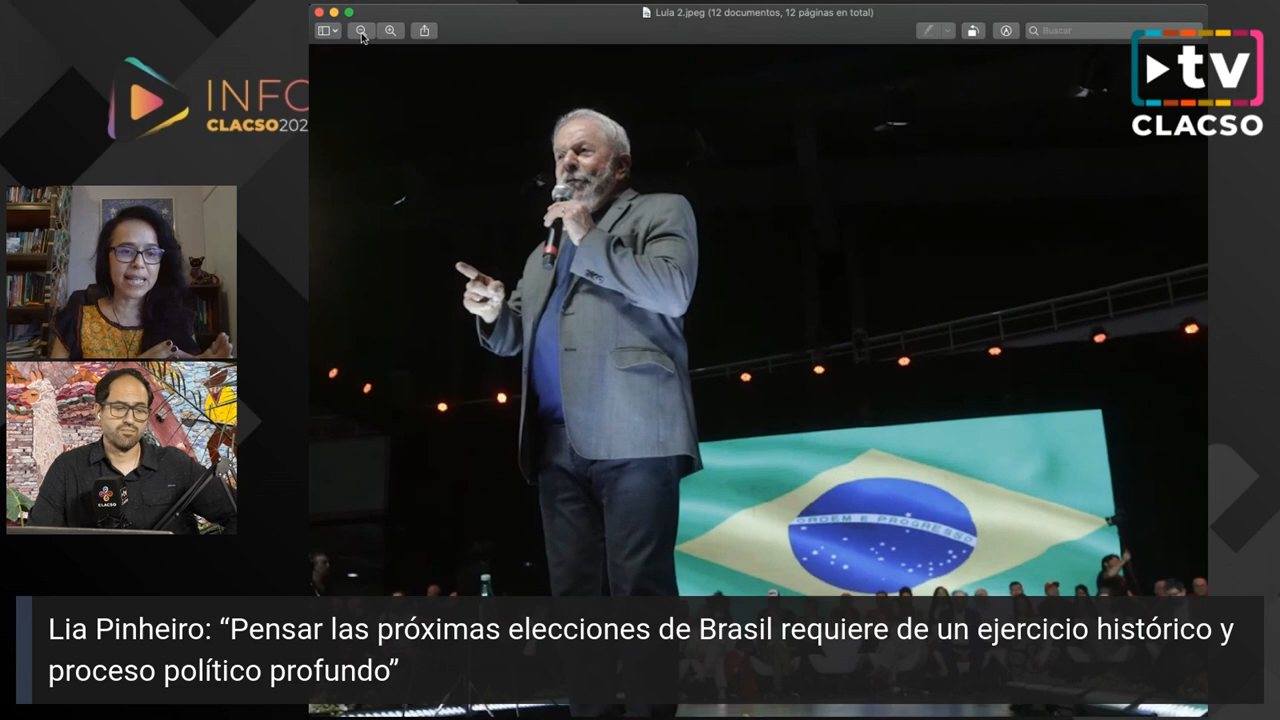 Lula 2.jpeg (12 documentos, 12 páginas en total)
Buscar
INFO
CLACSO202
tv
CLACSO
CLACSO
ORDEM E PROGRESSO
Lia Pinheiro: “Pensar las próximas elecciones de Brasil requiere de un ejercicio histórico y
proceso político profundo”